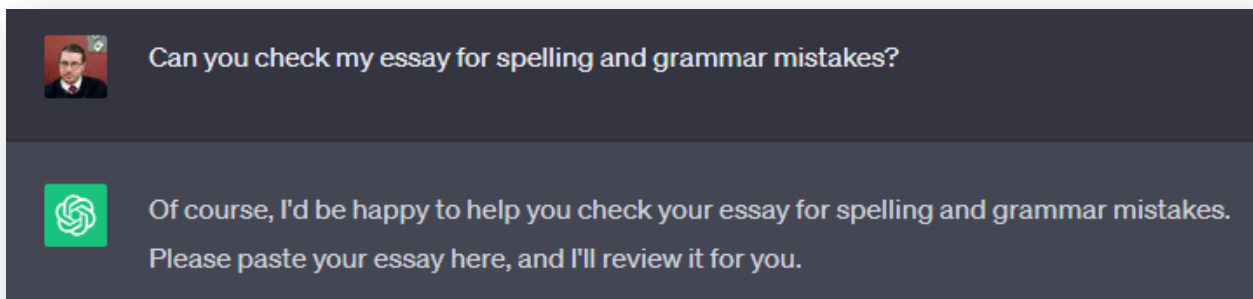 Can you check my essay for spelling and grammar mistakes?
Of course, I'd be happy to help you check your essay for spelling and grammar mistakes.
Please paste your essay here, and I'll review it for you.